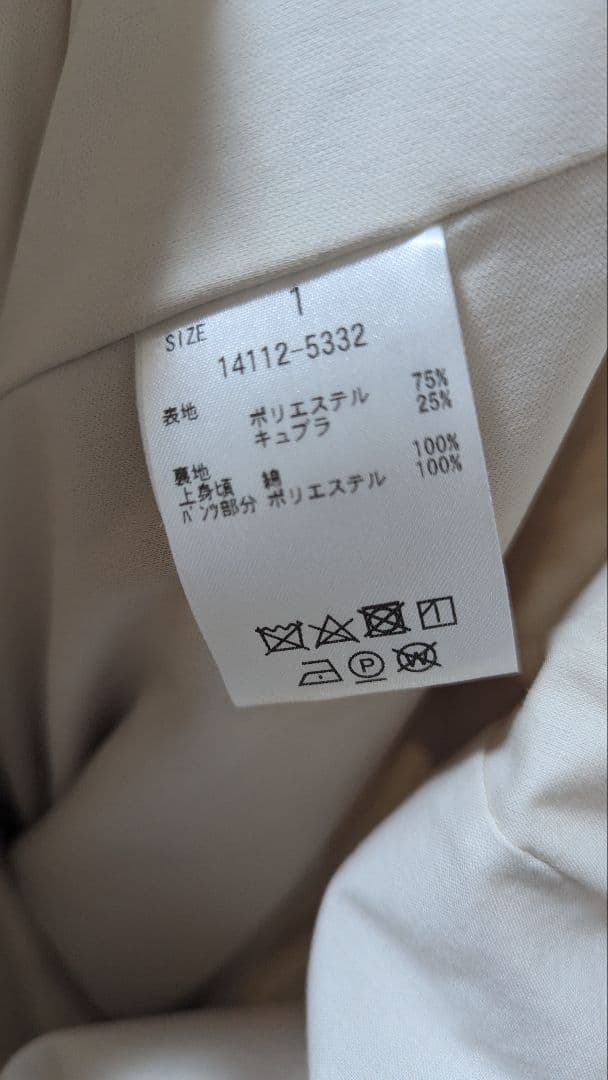 SIZE 1
14112-5332
表地 ポリエステル 75%
キュプラ 25%
裏地
上身頃 綿 100%
パンツ部分 ポリエステル 100%
P
W